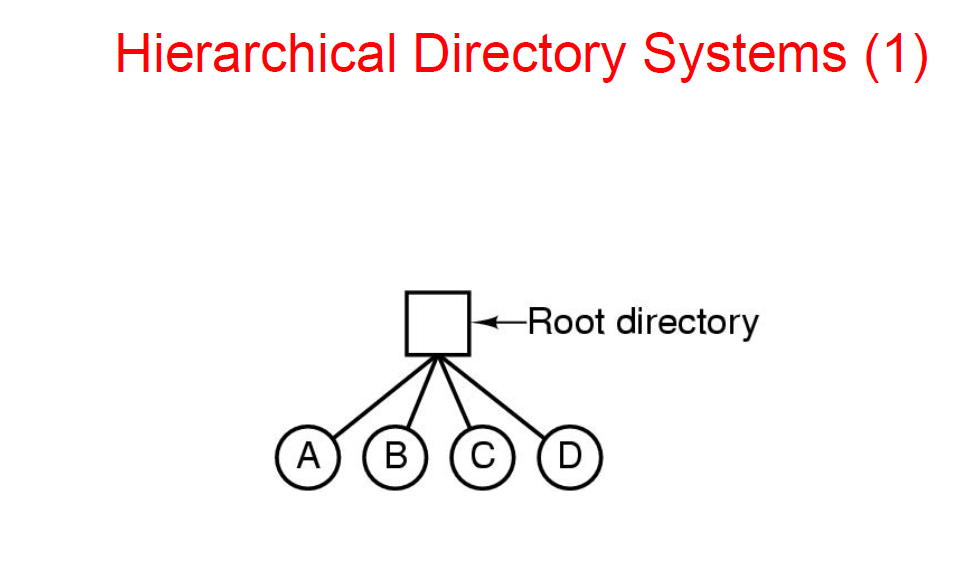 Hierarchical Directory Systems (1)
Root directory
A B C D